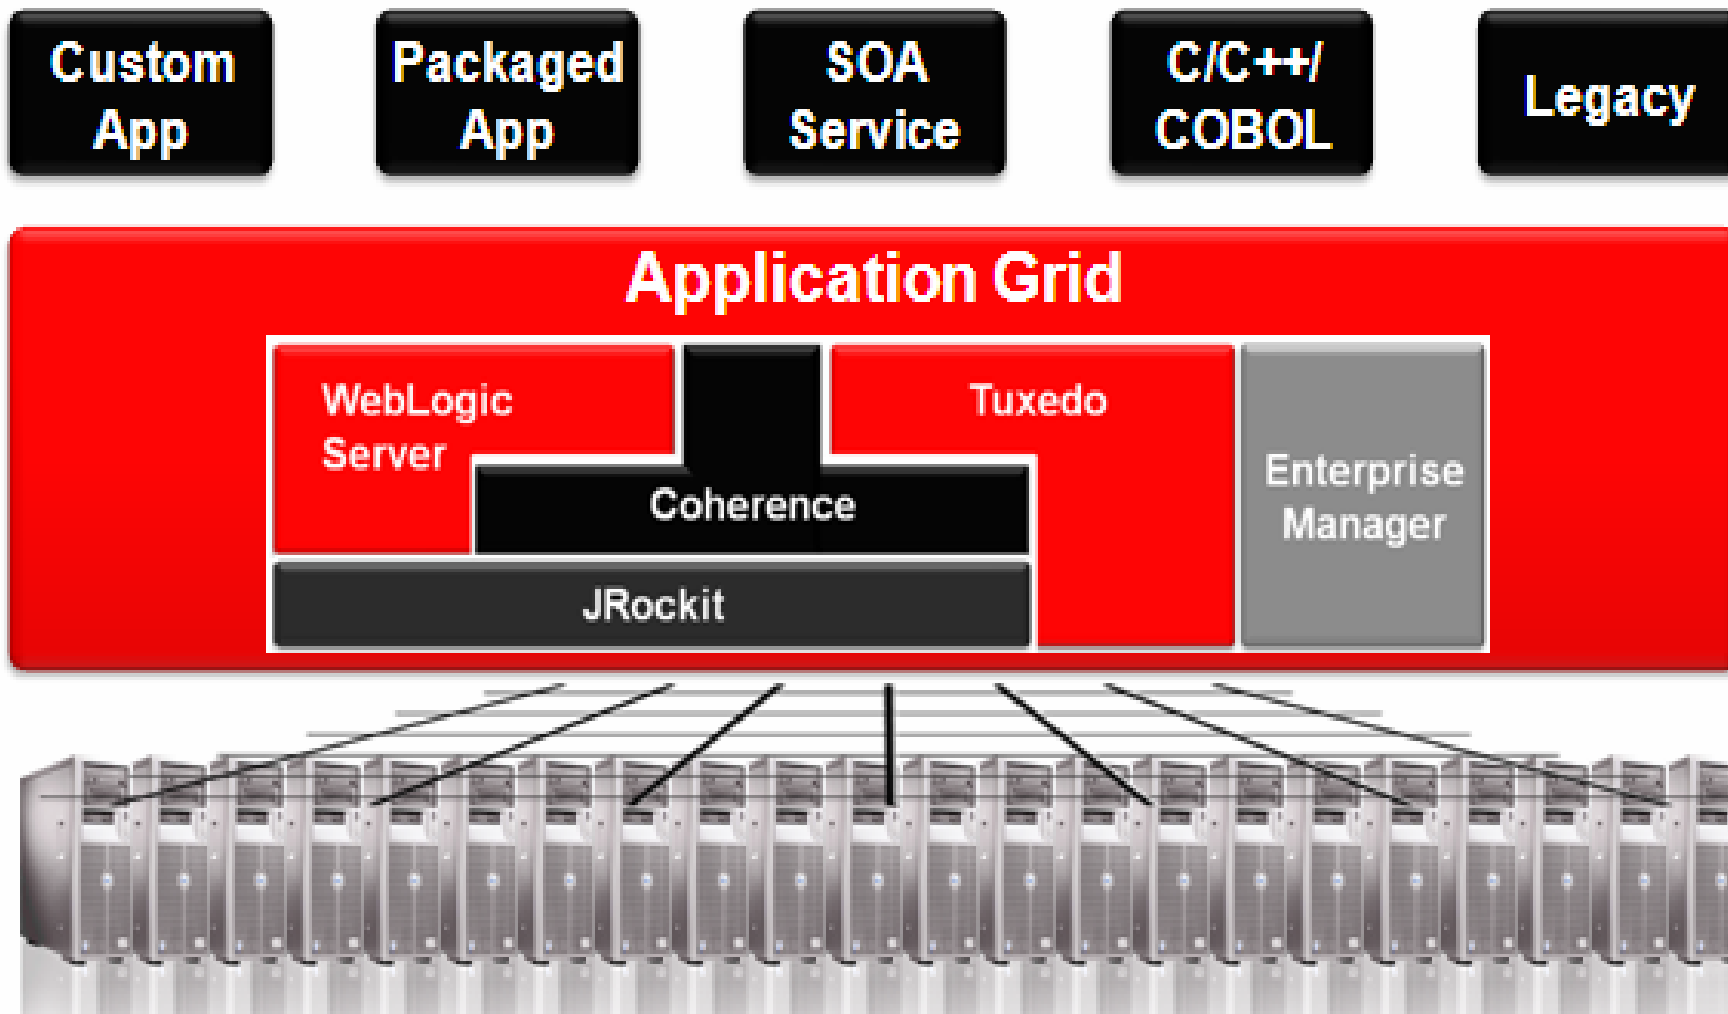 Custom
App
Packaged
App
SOA
Service
C/C++/
COBOL
Legacy
Application Grid
WebLogic
Server
Tuxedo
Coherence
Enterprise
Manager
JRockit